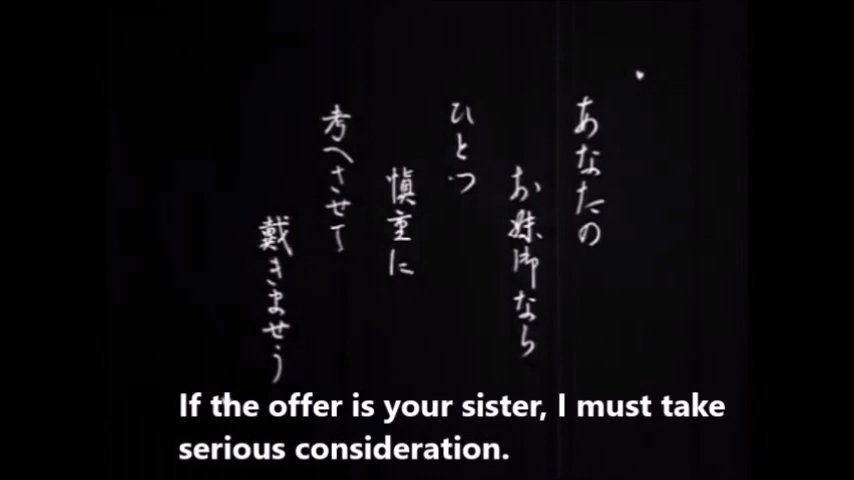 あなたの
お妹御なら
ひとつ
慎重に
考へさせて
戴きませう
If the offer is your sister, I must take
serious consideration.